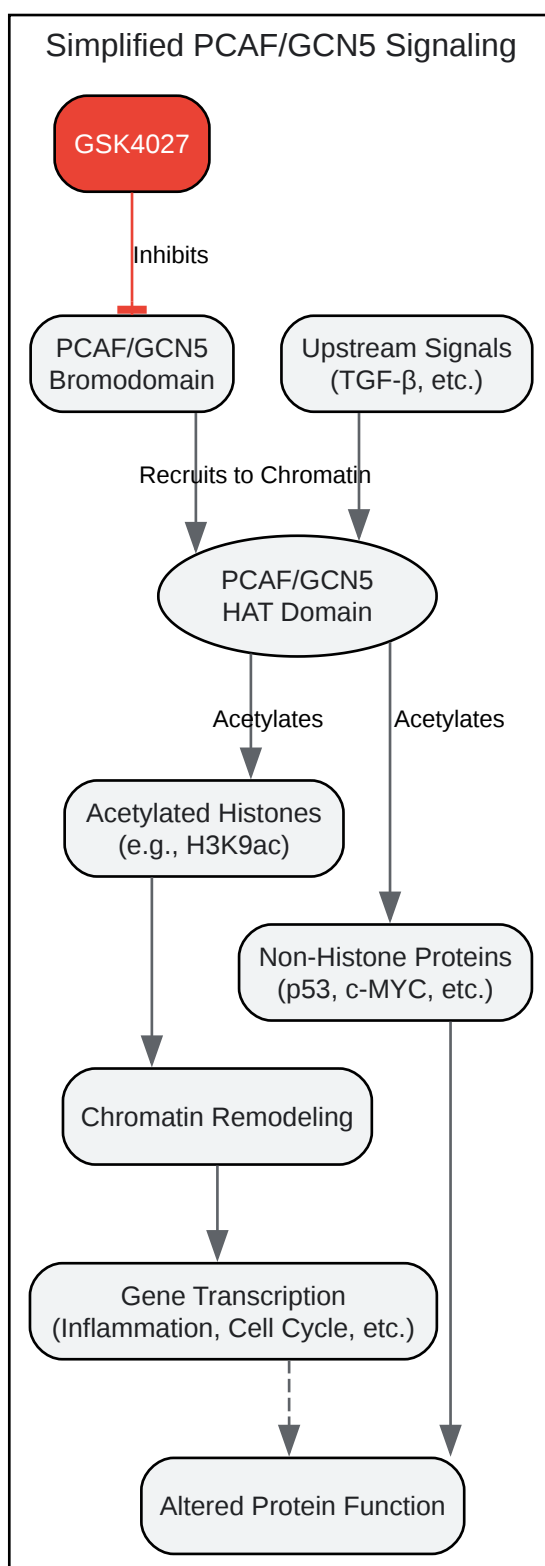 Simplified PCAF/GCN5 Signaling
GSK4027
Inhibits
PCAF/GCN5
Bromodomain
Upstream Signals
(TGF-β, etc.)
Recruits to Chromatin
PCAF/GCN5
HAT Domain
Acetylates
Acetylates
Acetylated Histones
(e.g., H3K9ac)
Non-Histone Proteins
(p53, c-MYC, etc.)
Chromatin Remodeling
Gene Transcription
(Inflammation, Cell Cycle, etc.)
Altered Protein Function